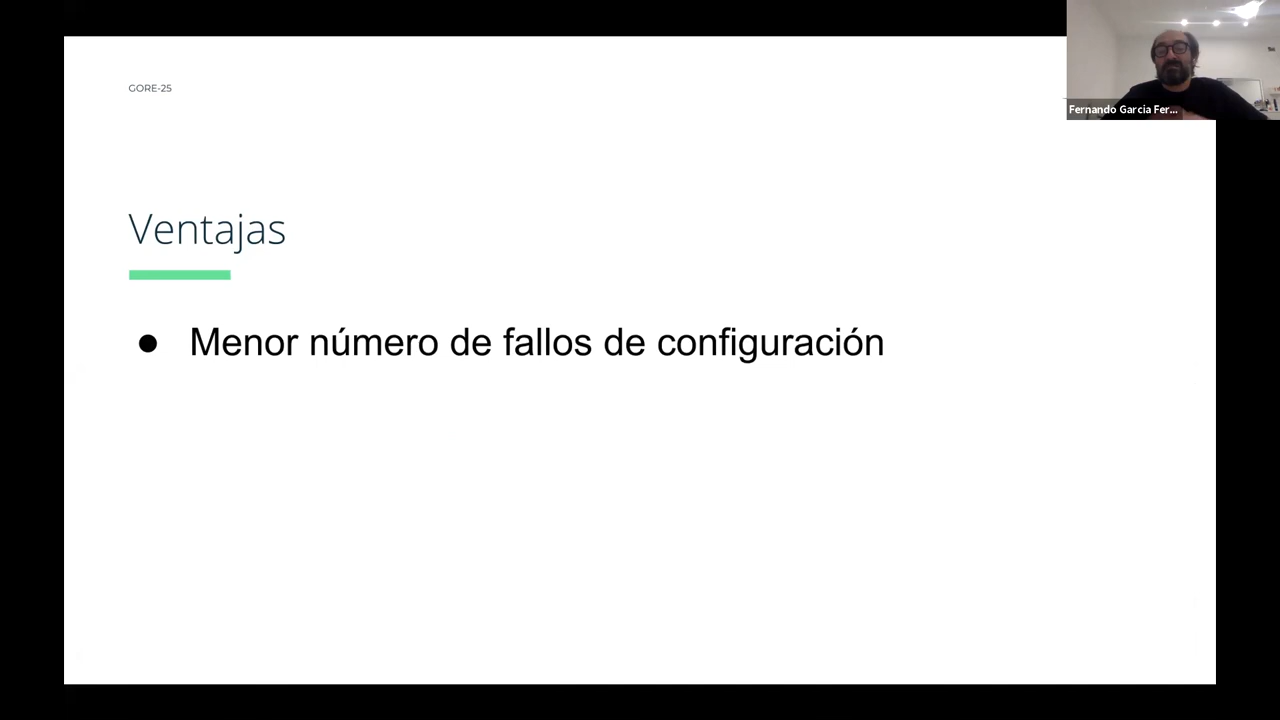 GORE-25
Fernando Garcia Fer...
Ventajas
● Menor número de fallos de configuración